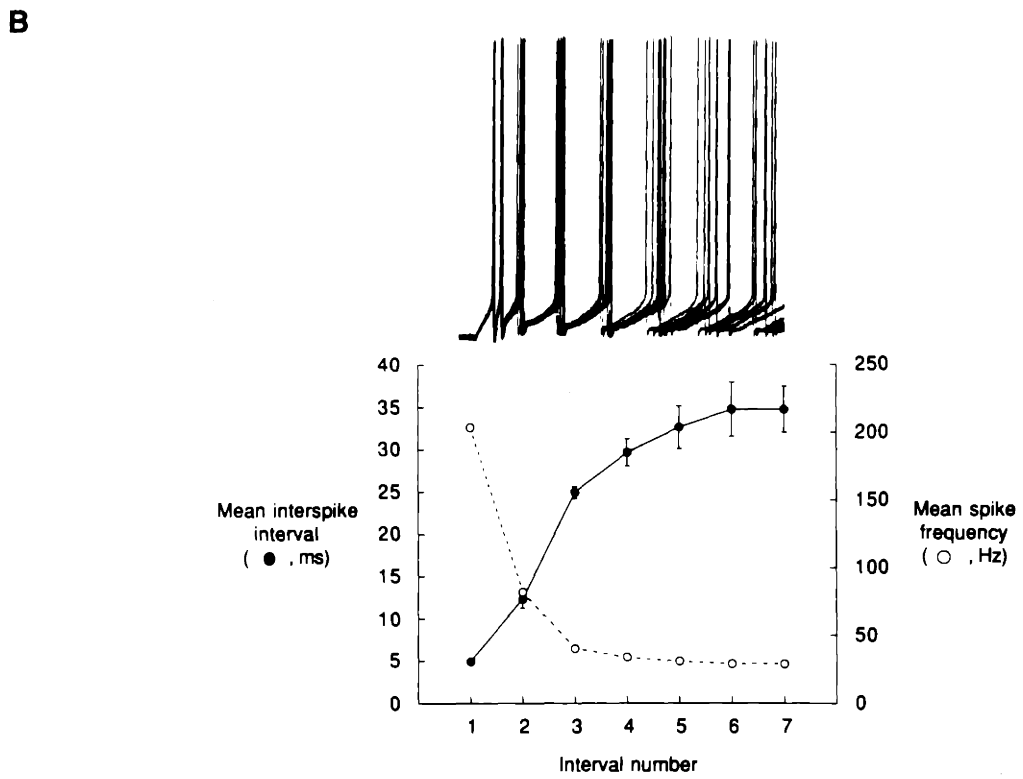 B
40
35
30
25
20
15
10
5
0
250
200
150
100
50
0
Mean interspike
interval
( ● , ms)
Mean spike
frequency
( ○ , Hz)
1 2 3 4 5 6 7
Interval number